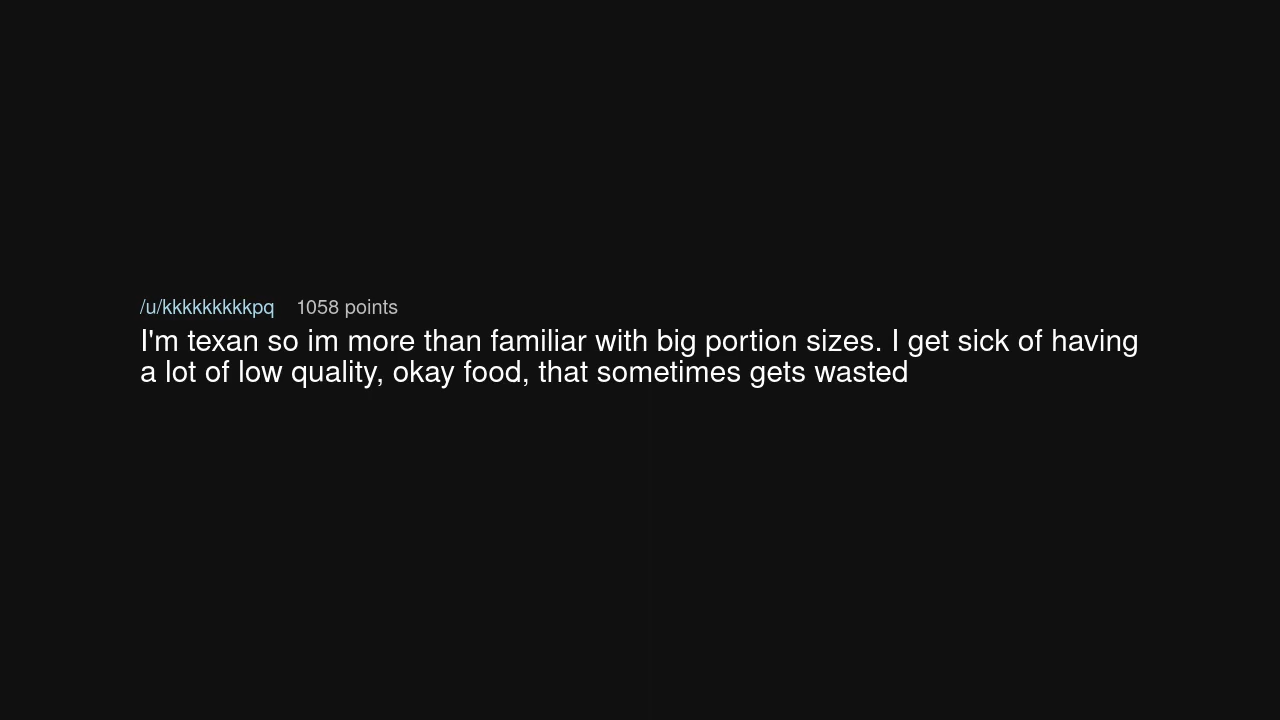 /u/kkkkkkkkkpq 1058 points
I'm texan so im more than familiar with big portion sizes. I get sick of having
a lot of low quality, okay food, that sometimes gets wasted